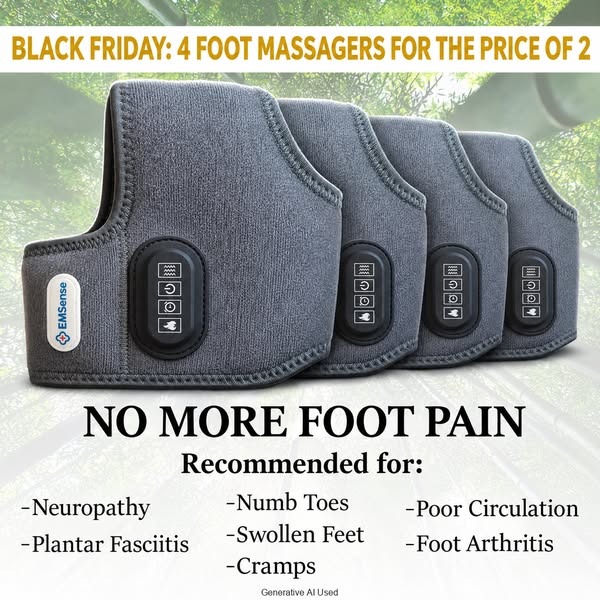 BLACK FRIDAY: 4 FOOT MASSAGERS FOR THE PRICE OF 2
EMSense
NO MORE FOOT PAIN
Recommended for:
-Neuropathy
-Plantar Fasciitis
-Numb Toes
-Swollen Feet
-Cramps
-Poor Circulation
-Foot Arthritis
Generative AI Used